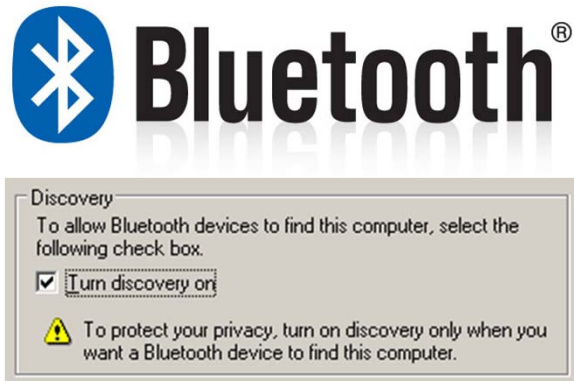 Bluetooth®
Discovery
To allow Bluetooth devices to find this computer, select the
following check box.
Turn discovery on
To protect your privacy, turn on discovery only when you
want a Bluetooth device to find this computer.